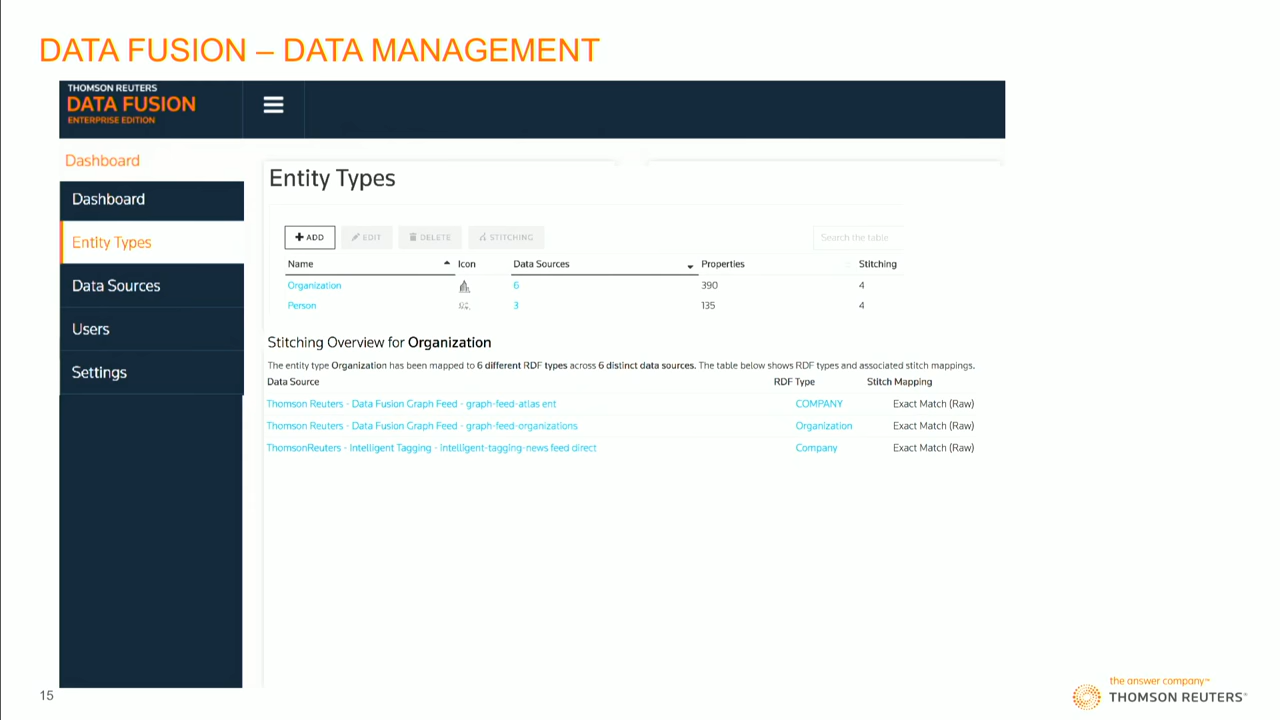 DATA FUSION – DATA MANAGEMENT
THOMSON REUTERS
DATA FUSION
ENTERPRISE EDITION
Dashboard
Dashboard
Entity Types
Data Sources
Users
Settings
Entity Types
+ ADD EDIT DELETE STITCHING Search the table
Name Icon Data Sources Properties Stitching
Organization 6 390 4
Person 3 135 4
Stitching Overview for Organization
The entity type Organization has been mapped to 6 different RDF types across 6 distinct data sources. The table below shows RDF types and associated stitch mappings.
Data Source RDF Type Stitch Mapping
Thomson Reuters - Data Fusion Graph Feed - graph-feed-atlas ent COMPANY Exact Match (Raw)
Thomson Reuters - Data Fusion Graph Feed - graph-feed-organizations Organization Exact Match (Raw)
ThomsonReuters - Intelligent Tagging - intelligent-tagging-news feed direct Company Exact Match (Raw)
15
the answer company™
THOMSON REUTERS®